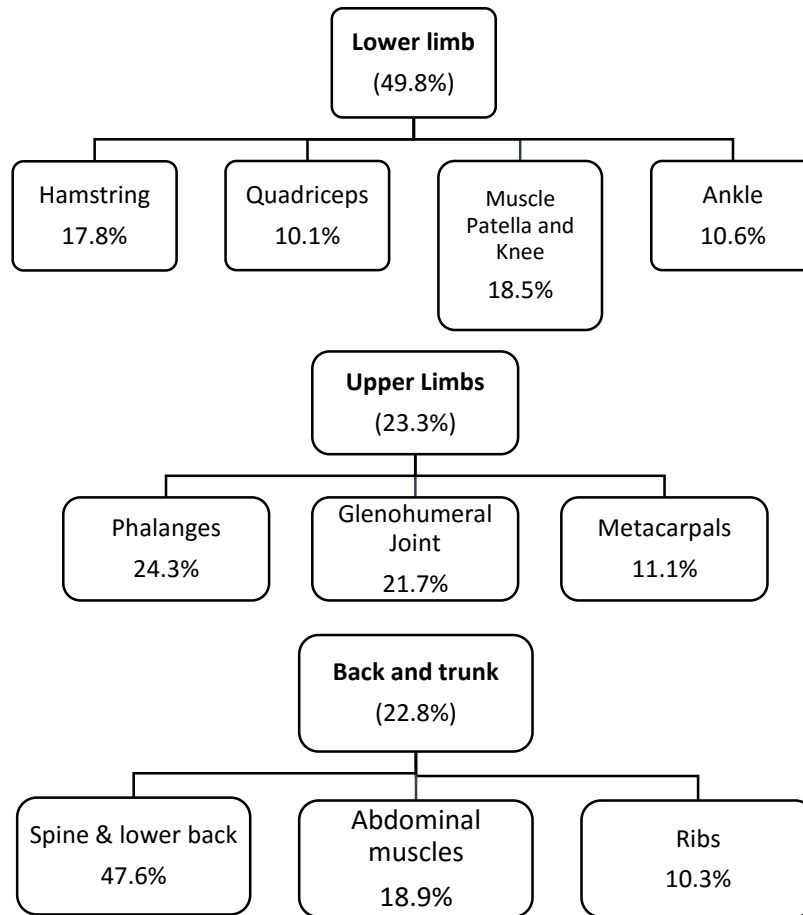 Lower limb
(49.8%)
Hamstring
17.8%
Quadriceps
10.1%
Muscle
Patella and
Knee
18.5%
Ankle
10.6%
Upper Limbs
(23.3%)
Phalanges
24.3%
Glenohumeral
Joint
21.7%
Metacarpals
11.1%
Back and trunk
(22.8%)
Spine & lower back
47.6%
Abdominal
muscles
18.9%
Ribs
10.3%